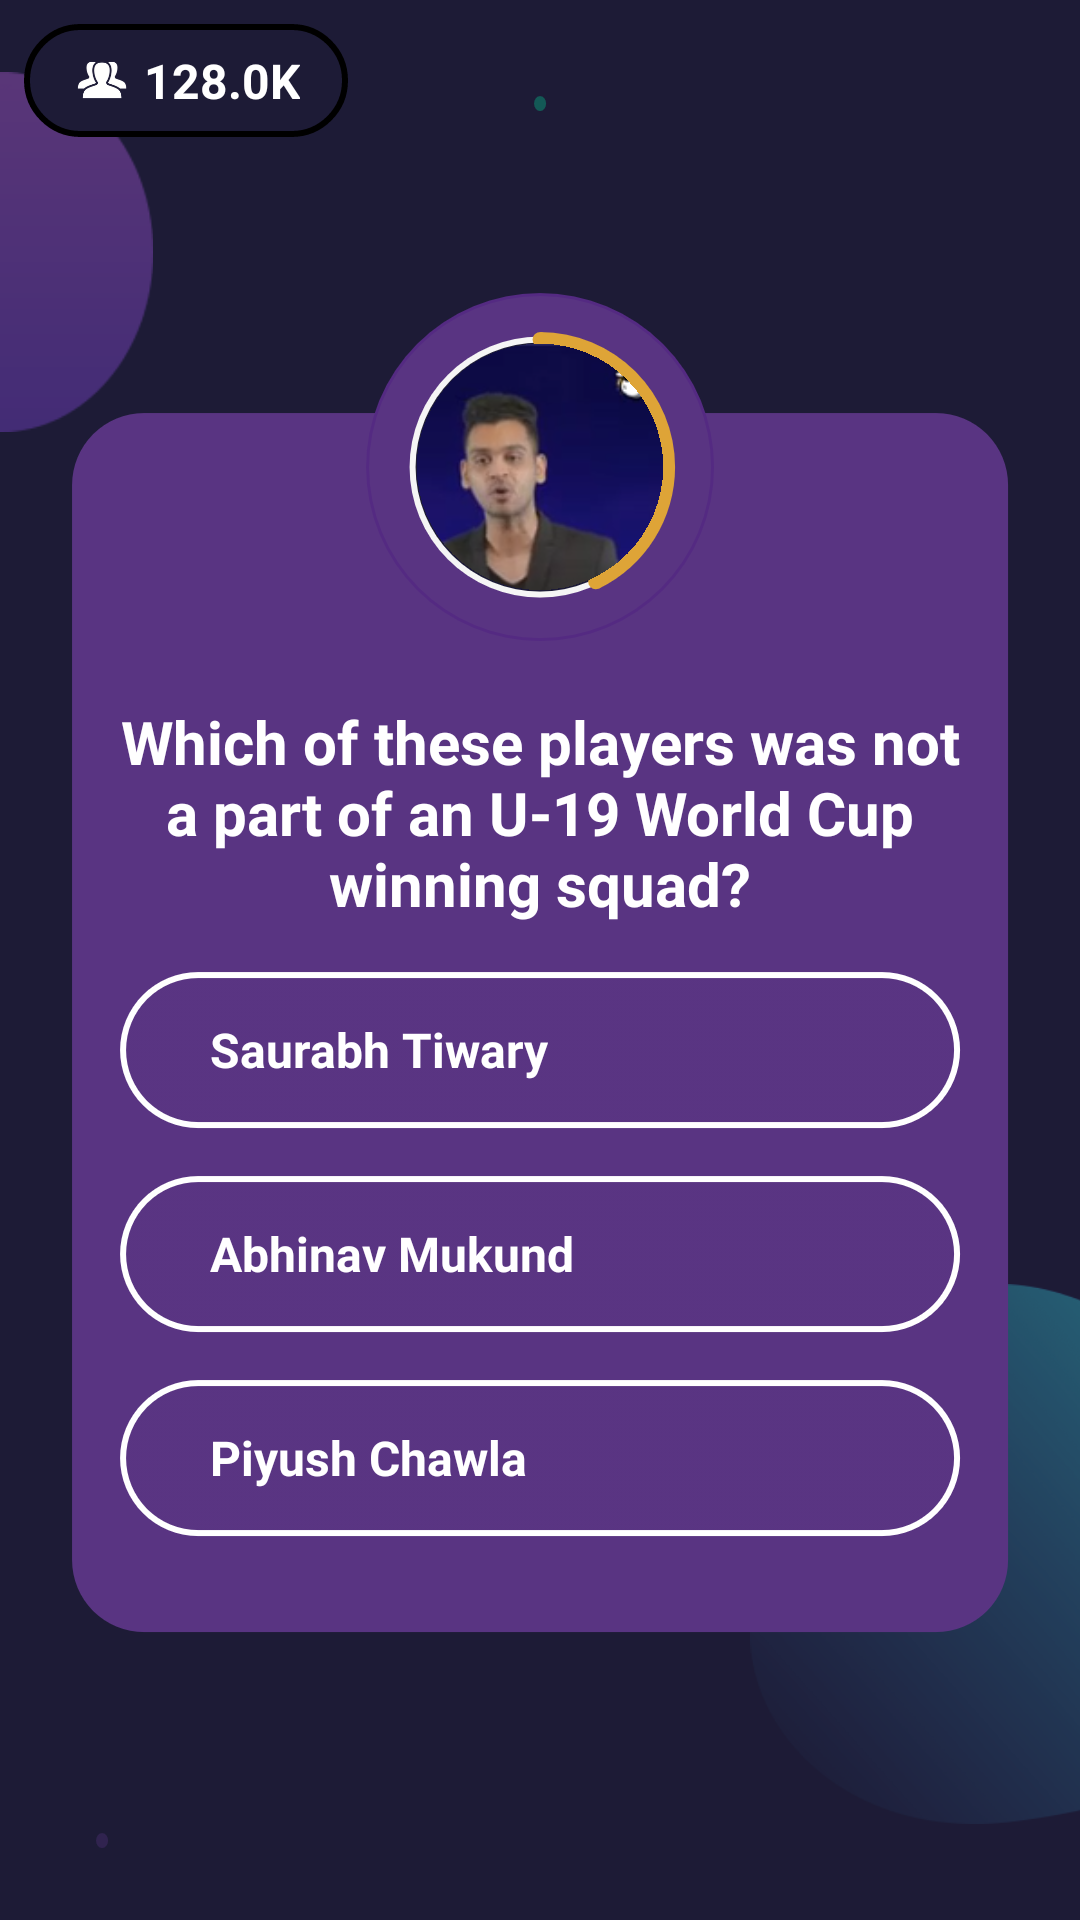 128.0K
Which of these players was not
a part of an U-19 World Cup
winning squad?
Saurabh Tiwary
Abhinav Mukund
Piyush Chawla